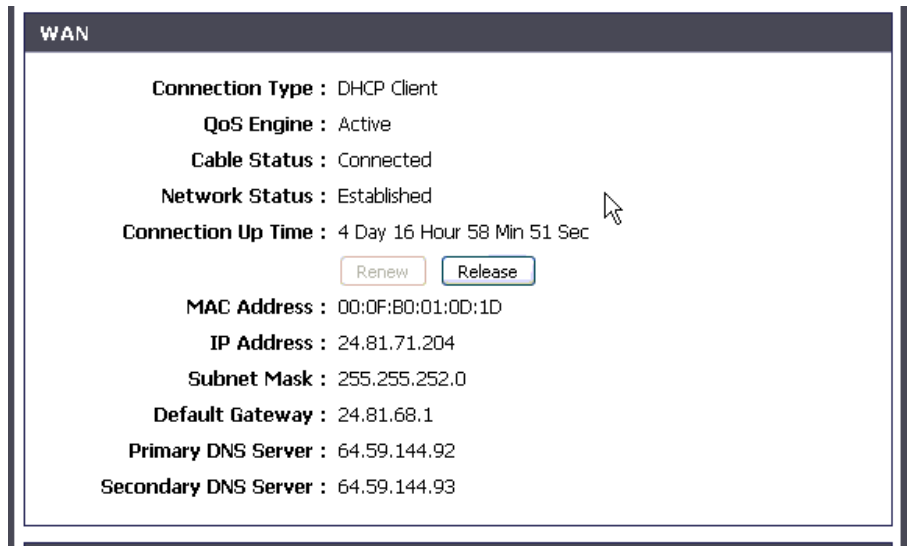 WAN
Connection Type : DHCP Client
QoS Engine : Active
Cable Status : Connected
Network Status : Established
Connection Up Time : 4 Day 16 Hour 58 Min 51 Sec
Renew Release
MAC Address : 00:0F:B0:01:0D:1D
IP Address : 24.81.71.204
Subnet Mask : 255.255.252.0
Default Gateway : 24.81.68.1
Primary DNS Server : 64.59.144.92
Secondary DNS Server : 64.59.144.93